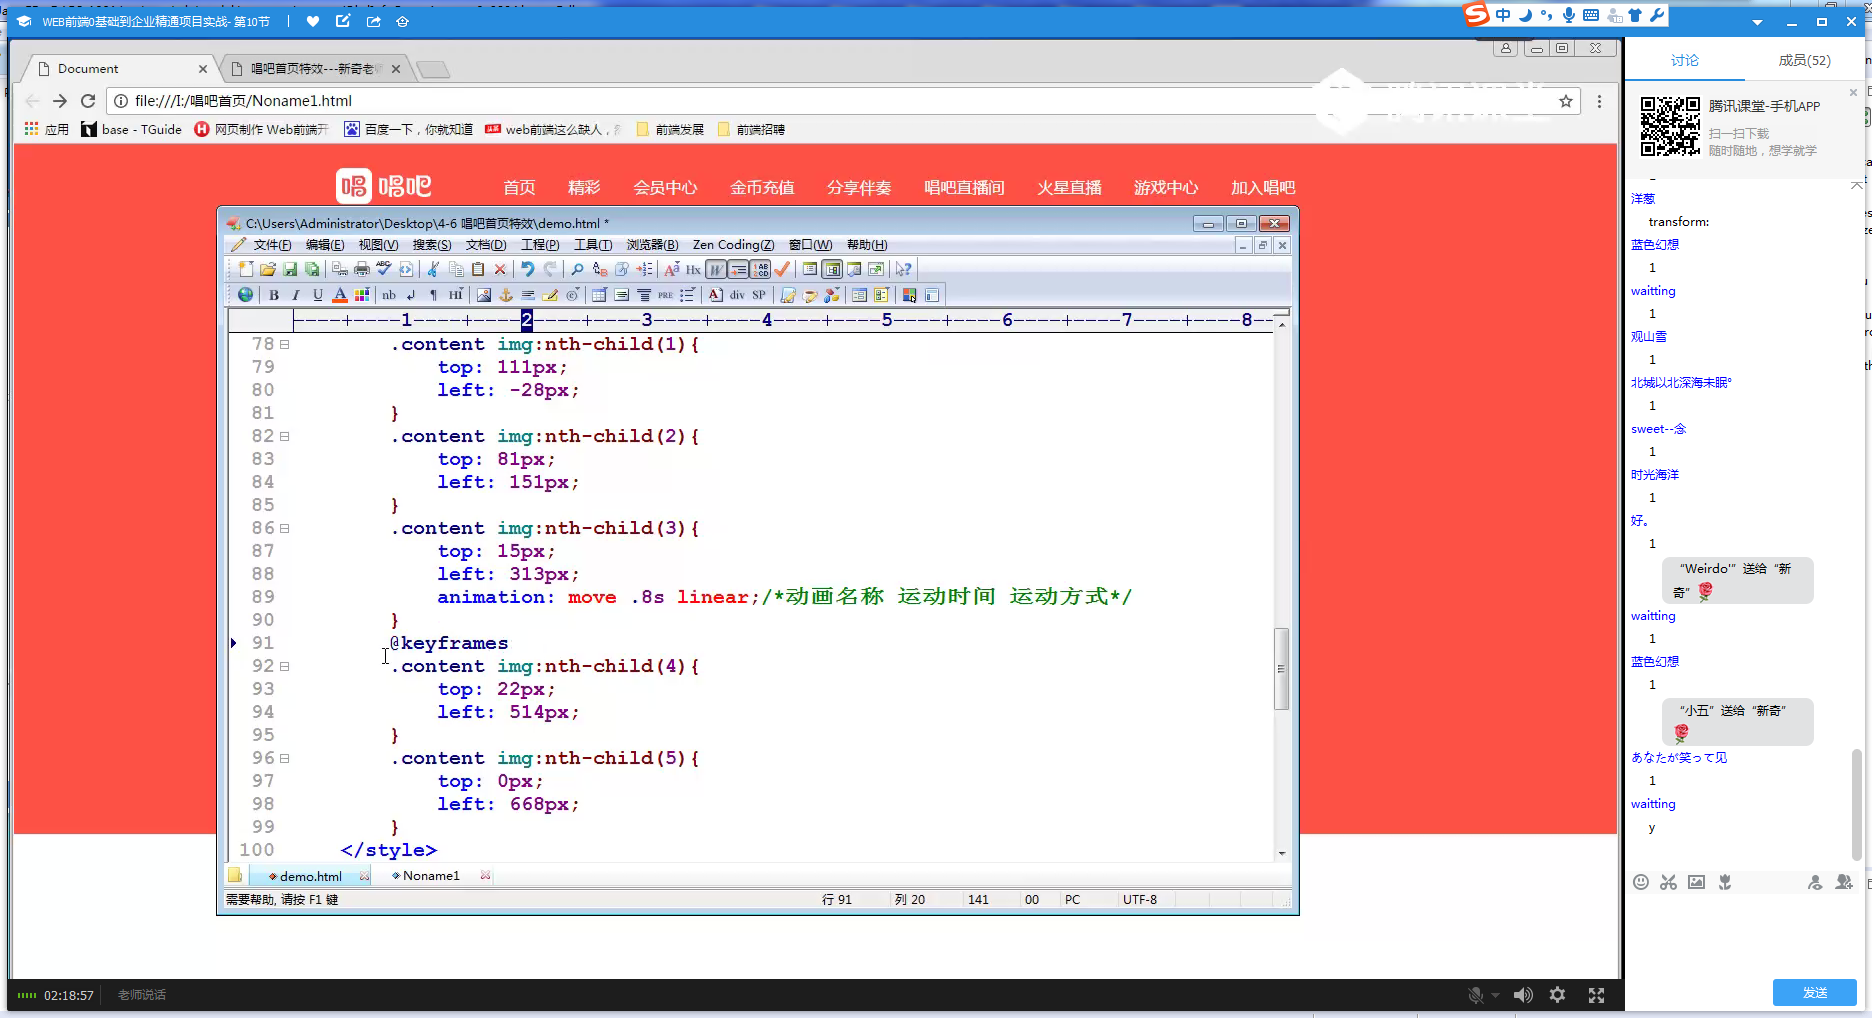 WEB前端0基础到企业精通项目实战- 第10节
中
Document
唱吧首页特效---新奇老师
file:///I:/唱吧首页/Noname1.html
应用
base - TGuide
网页制作 Web前端开
百度一下，你就知道
web前端这么缺人，
前端发展
前端招聘
唱吧
首页
精彩
会员中心
金币充值
分享伴奏
唱吧直播间
火星直播
游戏中心
加入唱吧
C:\Users\Administrator\Desktop\4-6 唱吧首页特效\demo.html *
文件(F) 编辑(E) 视图(V) 搜索(S) 文档(D) 工程(P) 工具(T) 浏览器(B) Zen Coding(Z) 窗口(W) 帮助(H)
----+----1----+----2----+----3----+----4----+----5----+----6----+----7----+----8--
78 .content img:nth-child(1){
79 top: 111px;
80 left: -28px;
81 }
82 .content img:nth-child(2){
83 top: 81px;
84 left: 151px;
85 }
86 .content img:nth-child(3){
87 top: 15px;
88 left: 313px;
89 animation: move .8s linear;/*动画名称 运动时间 运动方式*/
90 }
91 @keyframes
92 .content img:nth-child(4){
93 top: 22px;
94 left: 514px;
95 }
96 .content img:nth-child(5){
97 top: 0px;
98 left: 668px;
99 }
100 </style>
demo.html
Noname1
需要帮助, 请按 F1 键
行 91
列 20
141
00
PC
UTF-8
02:18:57
老师说话
讨论
成员(52)
腾讯课堂-手机APP
扫一扫下载
随时随地，想学就学
洋葱
transform:
蓝色幻想
1
waitting
1
观山雪
1
北城以北深海未眠°
1
sweet--念
1
时光海洋
1
好。
1
“Weirdo'”送给“新
奇”
waitting
1
蓝色幻想
1
“小五”送给“新奇”
あなたが笑って见
1
waitting
y
发送